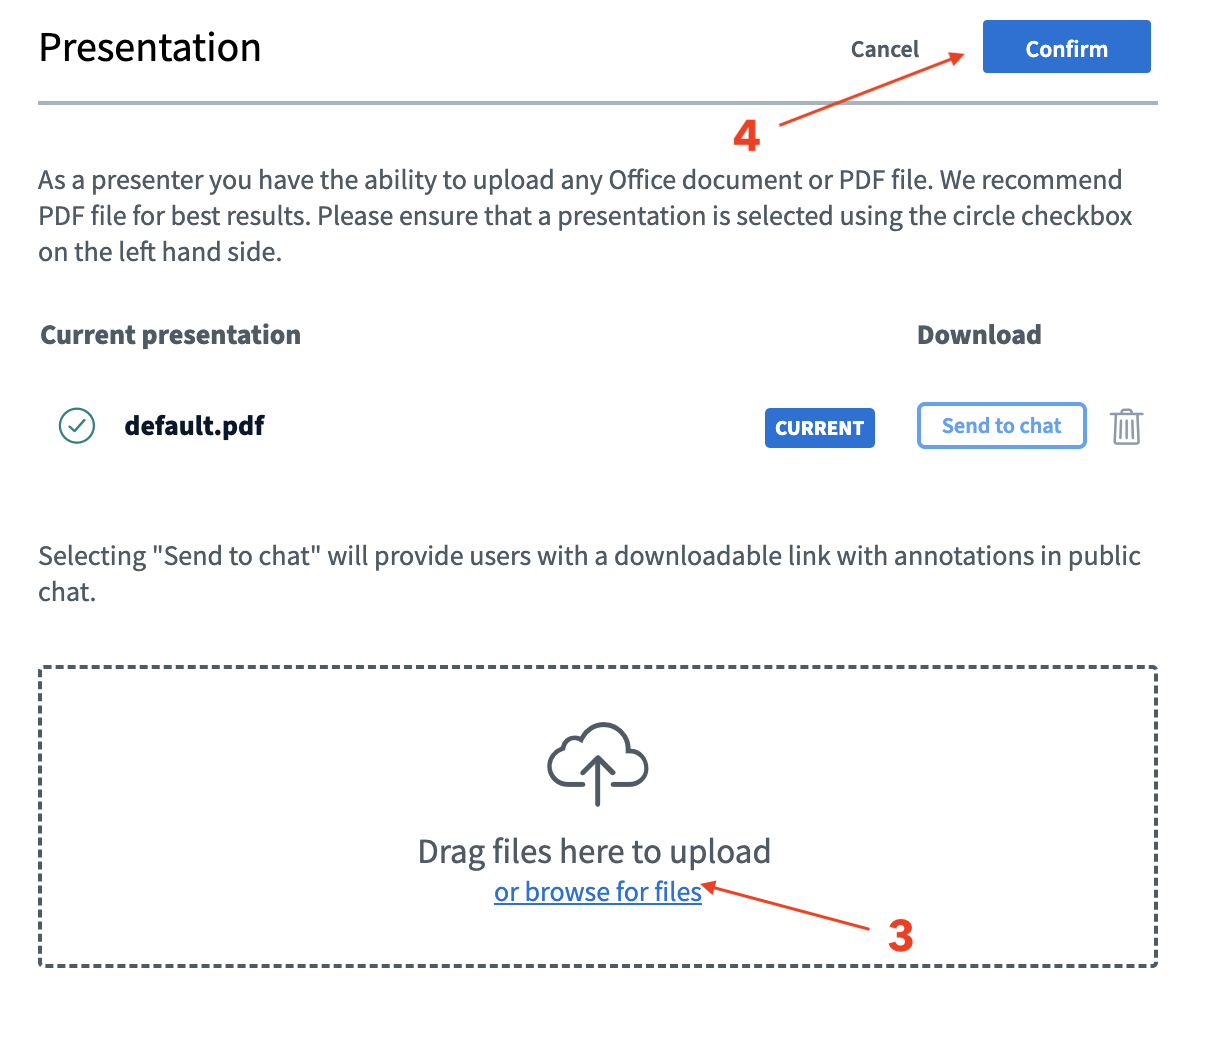 Presentation
Cancel
Confirm
4
As a presenter you have the ability to upload any Office document or PDF file. We recommend
PDF file for best results. Please ensure that a presentation is selected using the circle checkbox
on the left hand side.
Current presentation
Download
default.pdf
CURRENT
Send to chat
Selecting "Send to chat" will provide users with a downloadable link with annotations in public
chat.
Drag files here to upload
or browse for files
3